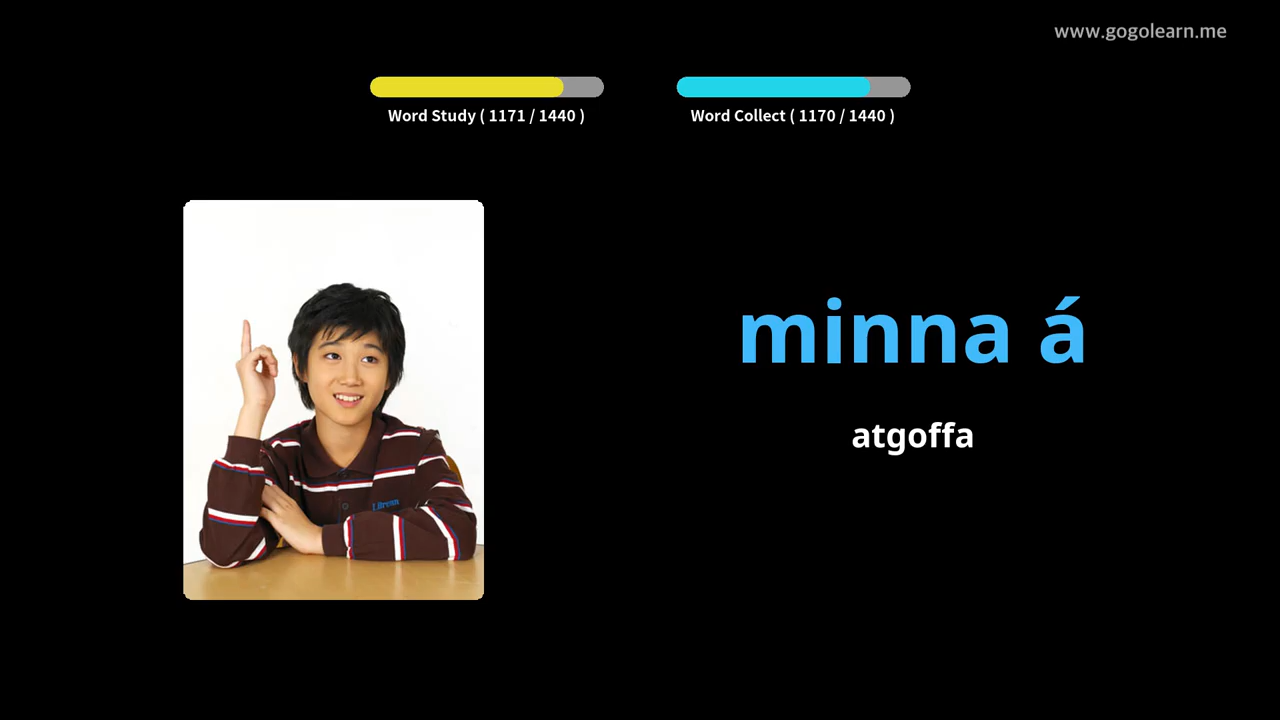 www.gogolearn.me
Word Study ( 1171 / 1440 )
Word Collect ( 1170 / 1440 )
minna á
atgoffa